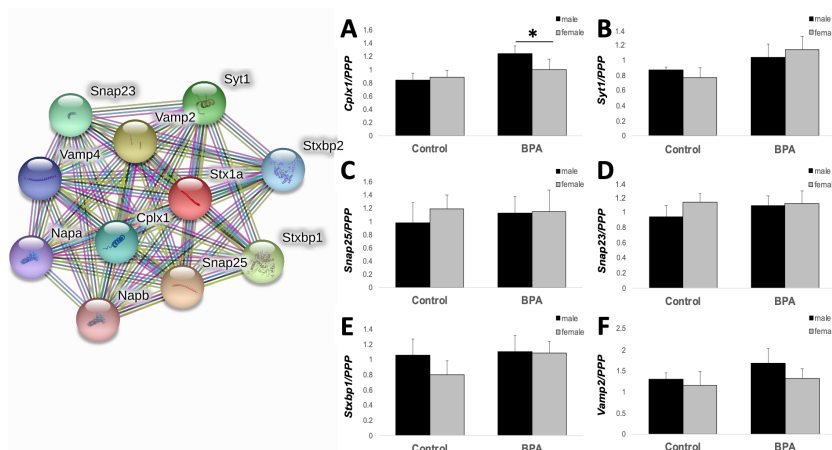 Snap23
Syt1
Vamp2
Vamp4
Stxbp2
Stx1a
Cplx1
Napa
Stxbp1
Snap25
Napb
A
male
female
*
Cplx1/PPP
1.6
1.4
1.2
1
0.8
0.6
0.4
0.2
0
Control BPA
B
male
fema
Syt1/PPP
1.4
1.2
1
0.8
0.6
0.4
0.2
0
Control BPA
C
male
female
Snap25/PPP
1.6
1.4
1.2
1
0.8
0.6
0.4
0.2
0
Control BPA
D
male
fema
Snap23/PPP
1.4
1.2
1
0.8
0.6
0.4
0.2
0
Control BPA
E
male
female
Stxbp1/PPP
1.4
1.2
1
0.8
0.6
0.4
0.2
0
Control BPA
F
male
fema
Vamp2/PPP
2.5
2
1.5
1
0.5
0
Control BPA